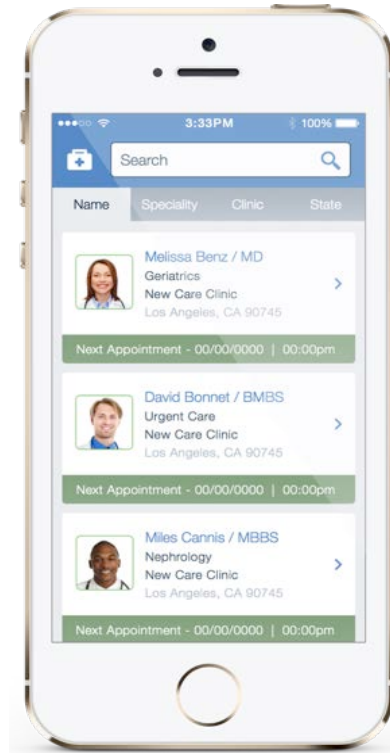 3:33PM 100%
Search
Name Speciality Clinic State
Melissa Benz / MD
Geriatrics
New Care Clinic
Los Angeles, CA 90745
Next Appointment - 00/00/0000 | 00:00pm
David Bonnet / BMBS
Urgent Care
New Care Clinic
Los Angeles, CA 90745
Next Appointment - 00/00/0000 | 00:00pm
Miles Cannis / MBBS
Nephrology
New Care Clinic
Los Angeles, CA 90745
Next Appointment - 00/00/0000 | 00:00pm